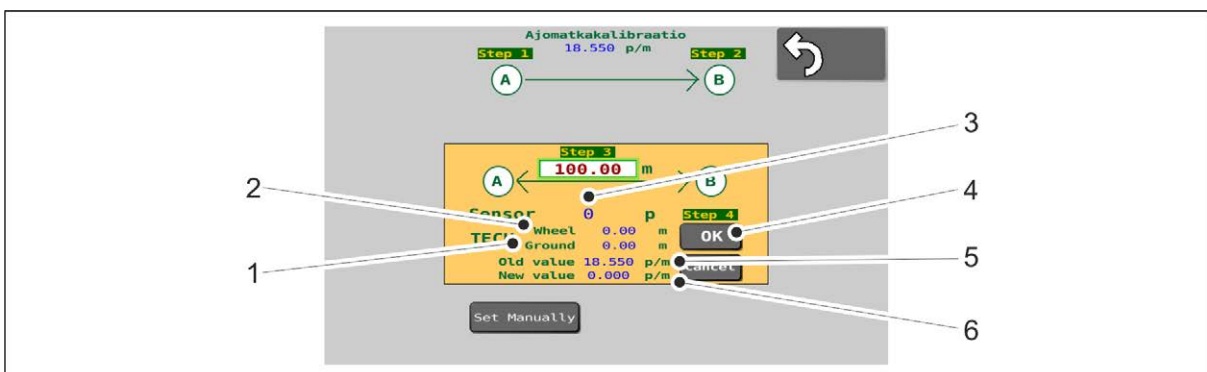 Ajomatkakalibraatio
Step 1 18.550 p/m Step 2
A B
3
Step 3
100.00 m
4
2
A B
Sensor 0 p Step 4
Wheel 0.00 m OK
Ground 0.00 m
5
1
Old value 18.550 p/m Cancel
New value 0.000 p/m
Set Manually
6